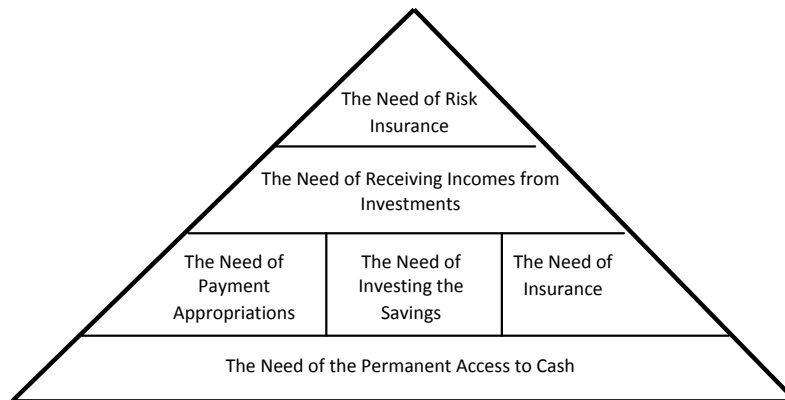 The Need of Risk
Insurance
The Need of Receiving Incomes from
Investments
The Need of
Payment
Appropriations
The Need of
Investing the
Savings
The Need of
Insurance
The Need of the Permanent Access to Cash